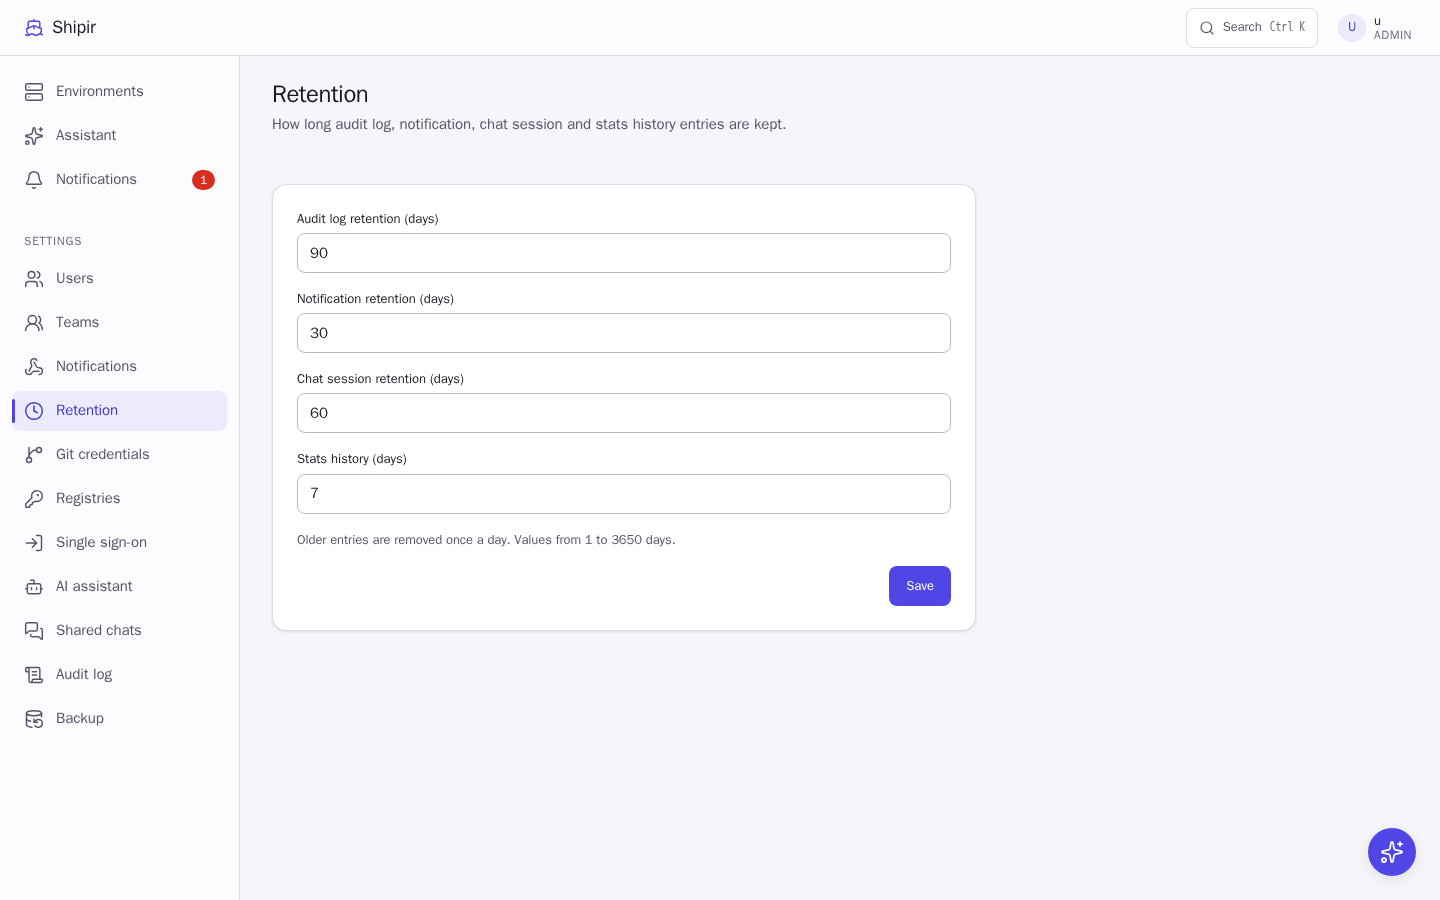 Shipir
Search Ctrl K
U
u
ADMIN
Environments
Assistant
Notifications
1
SETTINGS
Users
Teams
Notifications
Retention
Git credentials
Registries
Single sign-on
AI assistant
Shared chats
Audit log
Backup
Retention
How long audit log, notification, chat session and stats history entries are kept.
Audit log retention (days)
90
Notification retention (days)
30
Chat session retention (days)
60
Stats history (days)
7
Older entries are removed once a day. Values from 1 to 3650 days.
Save